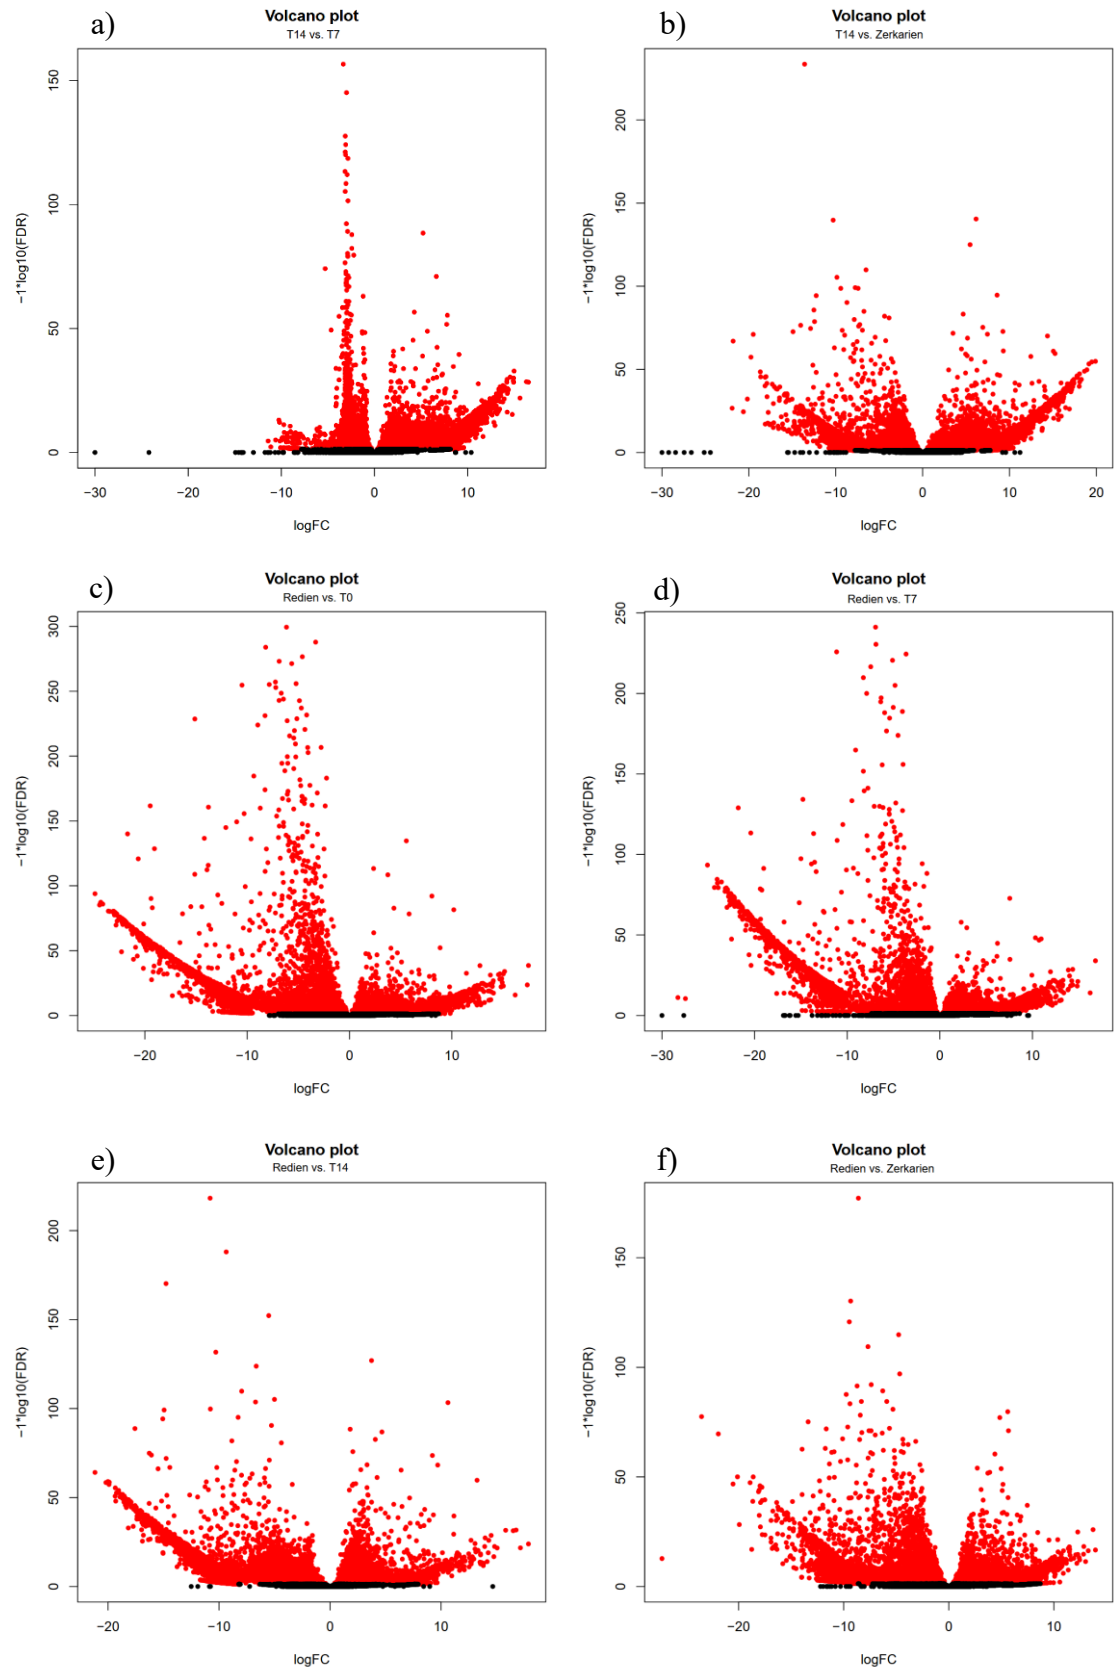 a)
Volcano plot
T14 vs. T7
−1*log10(FDR)
150
100
50
0
−30 −20 −10 0 10
logFC
b)
Volcano plot
T14 vs. Zerkarien
−1*log10(FDR)
200
150
100
50
0
−30 −20 −10 0 10 20
logFC
c)
Volcano plot
Redien vs. T0
−1*log10(FDR)
300
250
200
150
100
50
0
−20 −10 0 10
logFC
d)
Volcano plot
Redien vs. T7
−1*log10(FDR)
250
200
150
100
50
0
−30 −20 −10 0 10
logFC
e)
Volcano plot
Redien vs. T14
−1*log10(FDR)
200
150
100
50
0
−20 −10 0 10
logFC
f)
Volcano plot
Redien vs. Zerkarien
−1*log10(FDR)
150
100
50
0
−20 −10 0 10
logFC